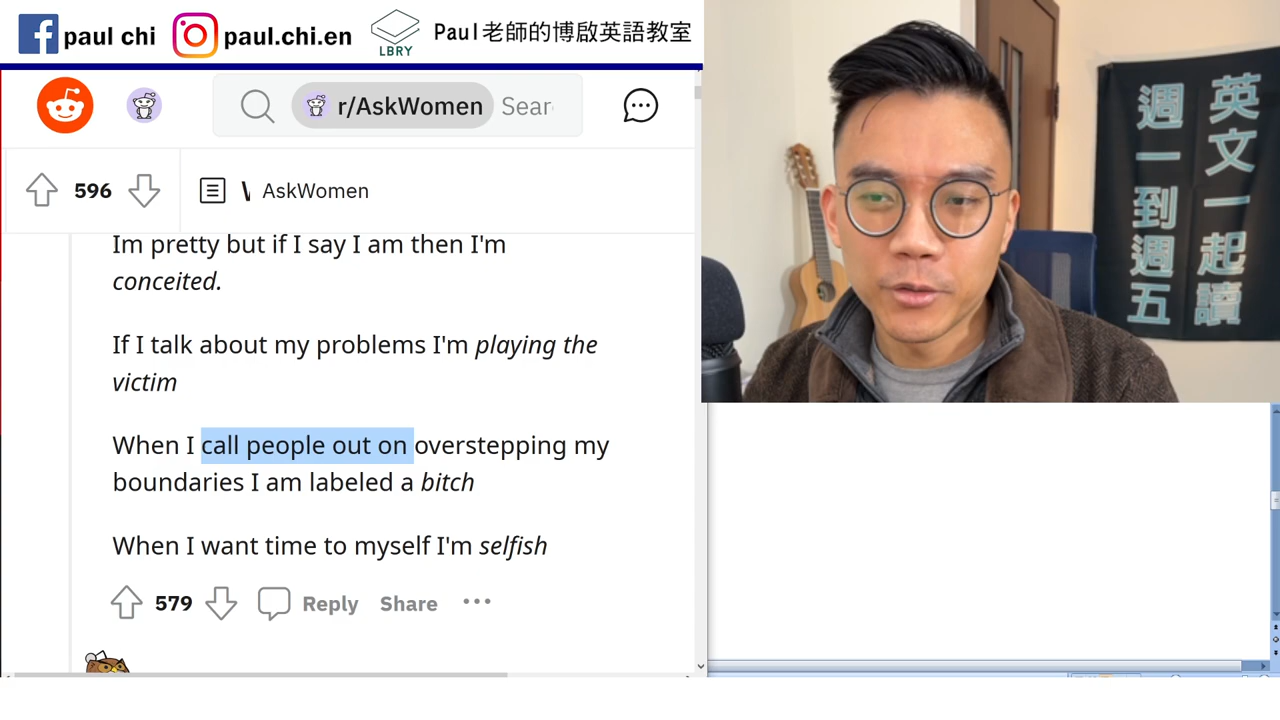 paul chi
paul.chi.en
LBRY
Paul老師的博啟英語教室
r/AskWomen
Sear
596
AskWomen
Im pretty but if I say I am then I'm
conceited.
If I talk about my problems I'm playing the
victim
When I call people out on overstepping my
boundaries I am labeled a bitch
When I want time to myself I'm selfish
579
Reply
Share
英文一起讀
週一到週五